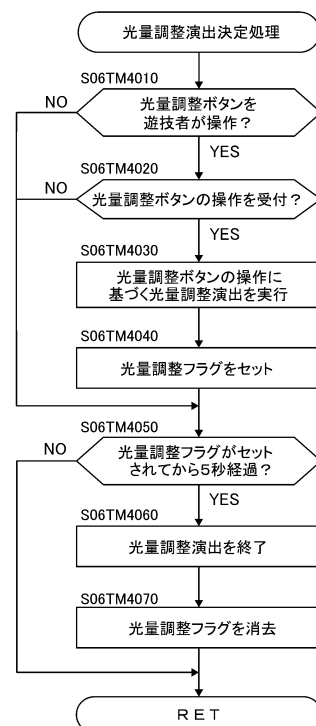 光量調整演出決定処理
S06TM4010
NO
光量調整ボタンを
遊技者が操作？
YES
S06TM4020
NO
光量調整ボタンの操作を受付？
YES
S06TM4030
光量調整ボタンの操作に
基づく光量調整演出を実行
S06TM4040
光量調整フラグをセット
S06TM4050
NO
光量調整フラグがセット
されてから５秒経過？
YES
S06TM4060
光量調整演出を終了
S06TM4070
光量調整フラグを消去
ＲＥＴ